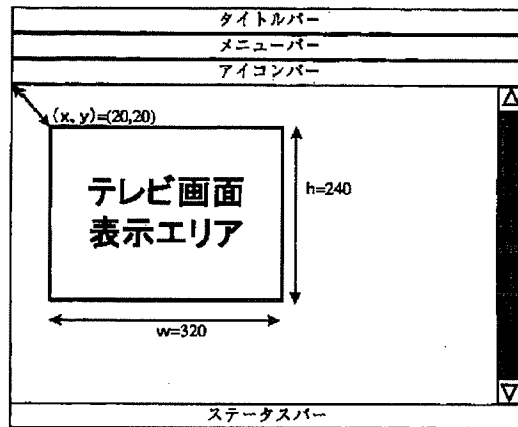 タイトルバー
メニューバー
アイコンバー
(x、y)=(20,20)
テレビ画面
表示エリア
h=240
w=320
ステータスバー